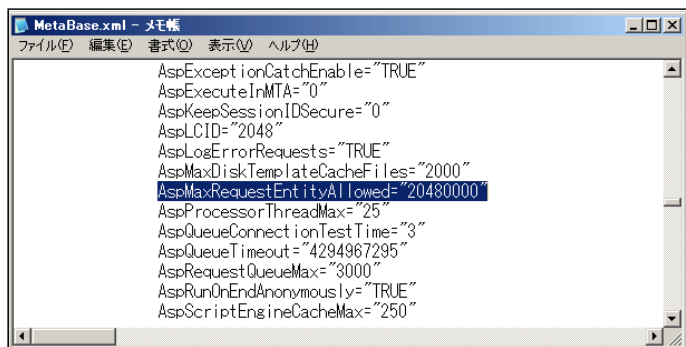 MetaBase.xml - メモ帳
ファイル(F) 編集(E) 書式(O) 表示(V) ヘルプ(H)
AspExceptionCatchEnable="TRUE"
AspExecuteInMTA="0"
AspKeepSessionIDSecure="0"
AspLCID="2048"
AspLogErrorRequests="TRUE"
AspMaxDiskTemplateCacheFiles="2000"
AspMaxRequestEntityAllowed="20480000"
AspProcessorThreadMax="25"
AspQueueConnectionTestTime="3"
AspQueueTimeout="4294967295"
AspRequestQueueMax="3000"
AspRunOnEndAnonymously="TRUE"
AspScriptEngineCacheMax="250"